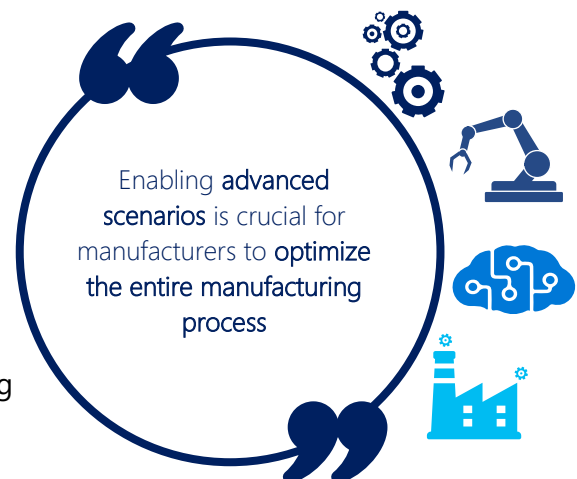 Enabling advanced
scenarios is crucial for
manufacturers to optimize
the entire manufacturing
process
g